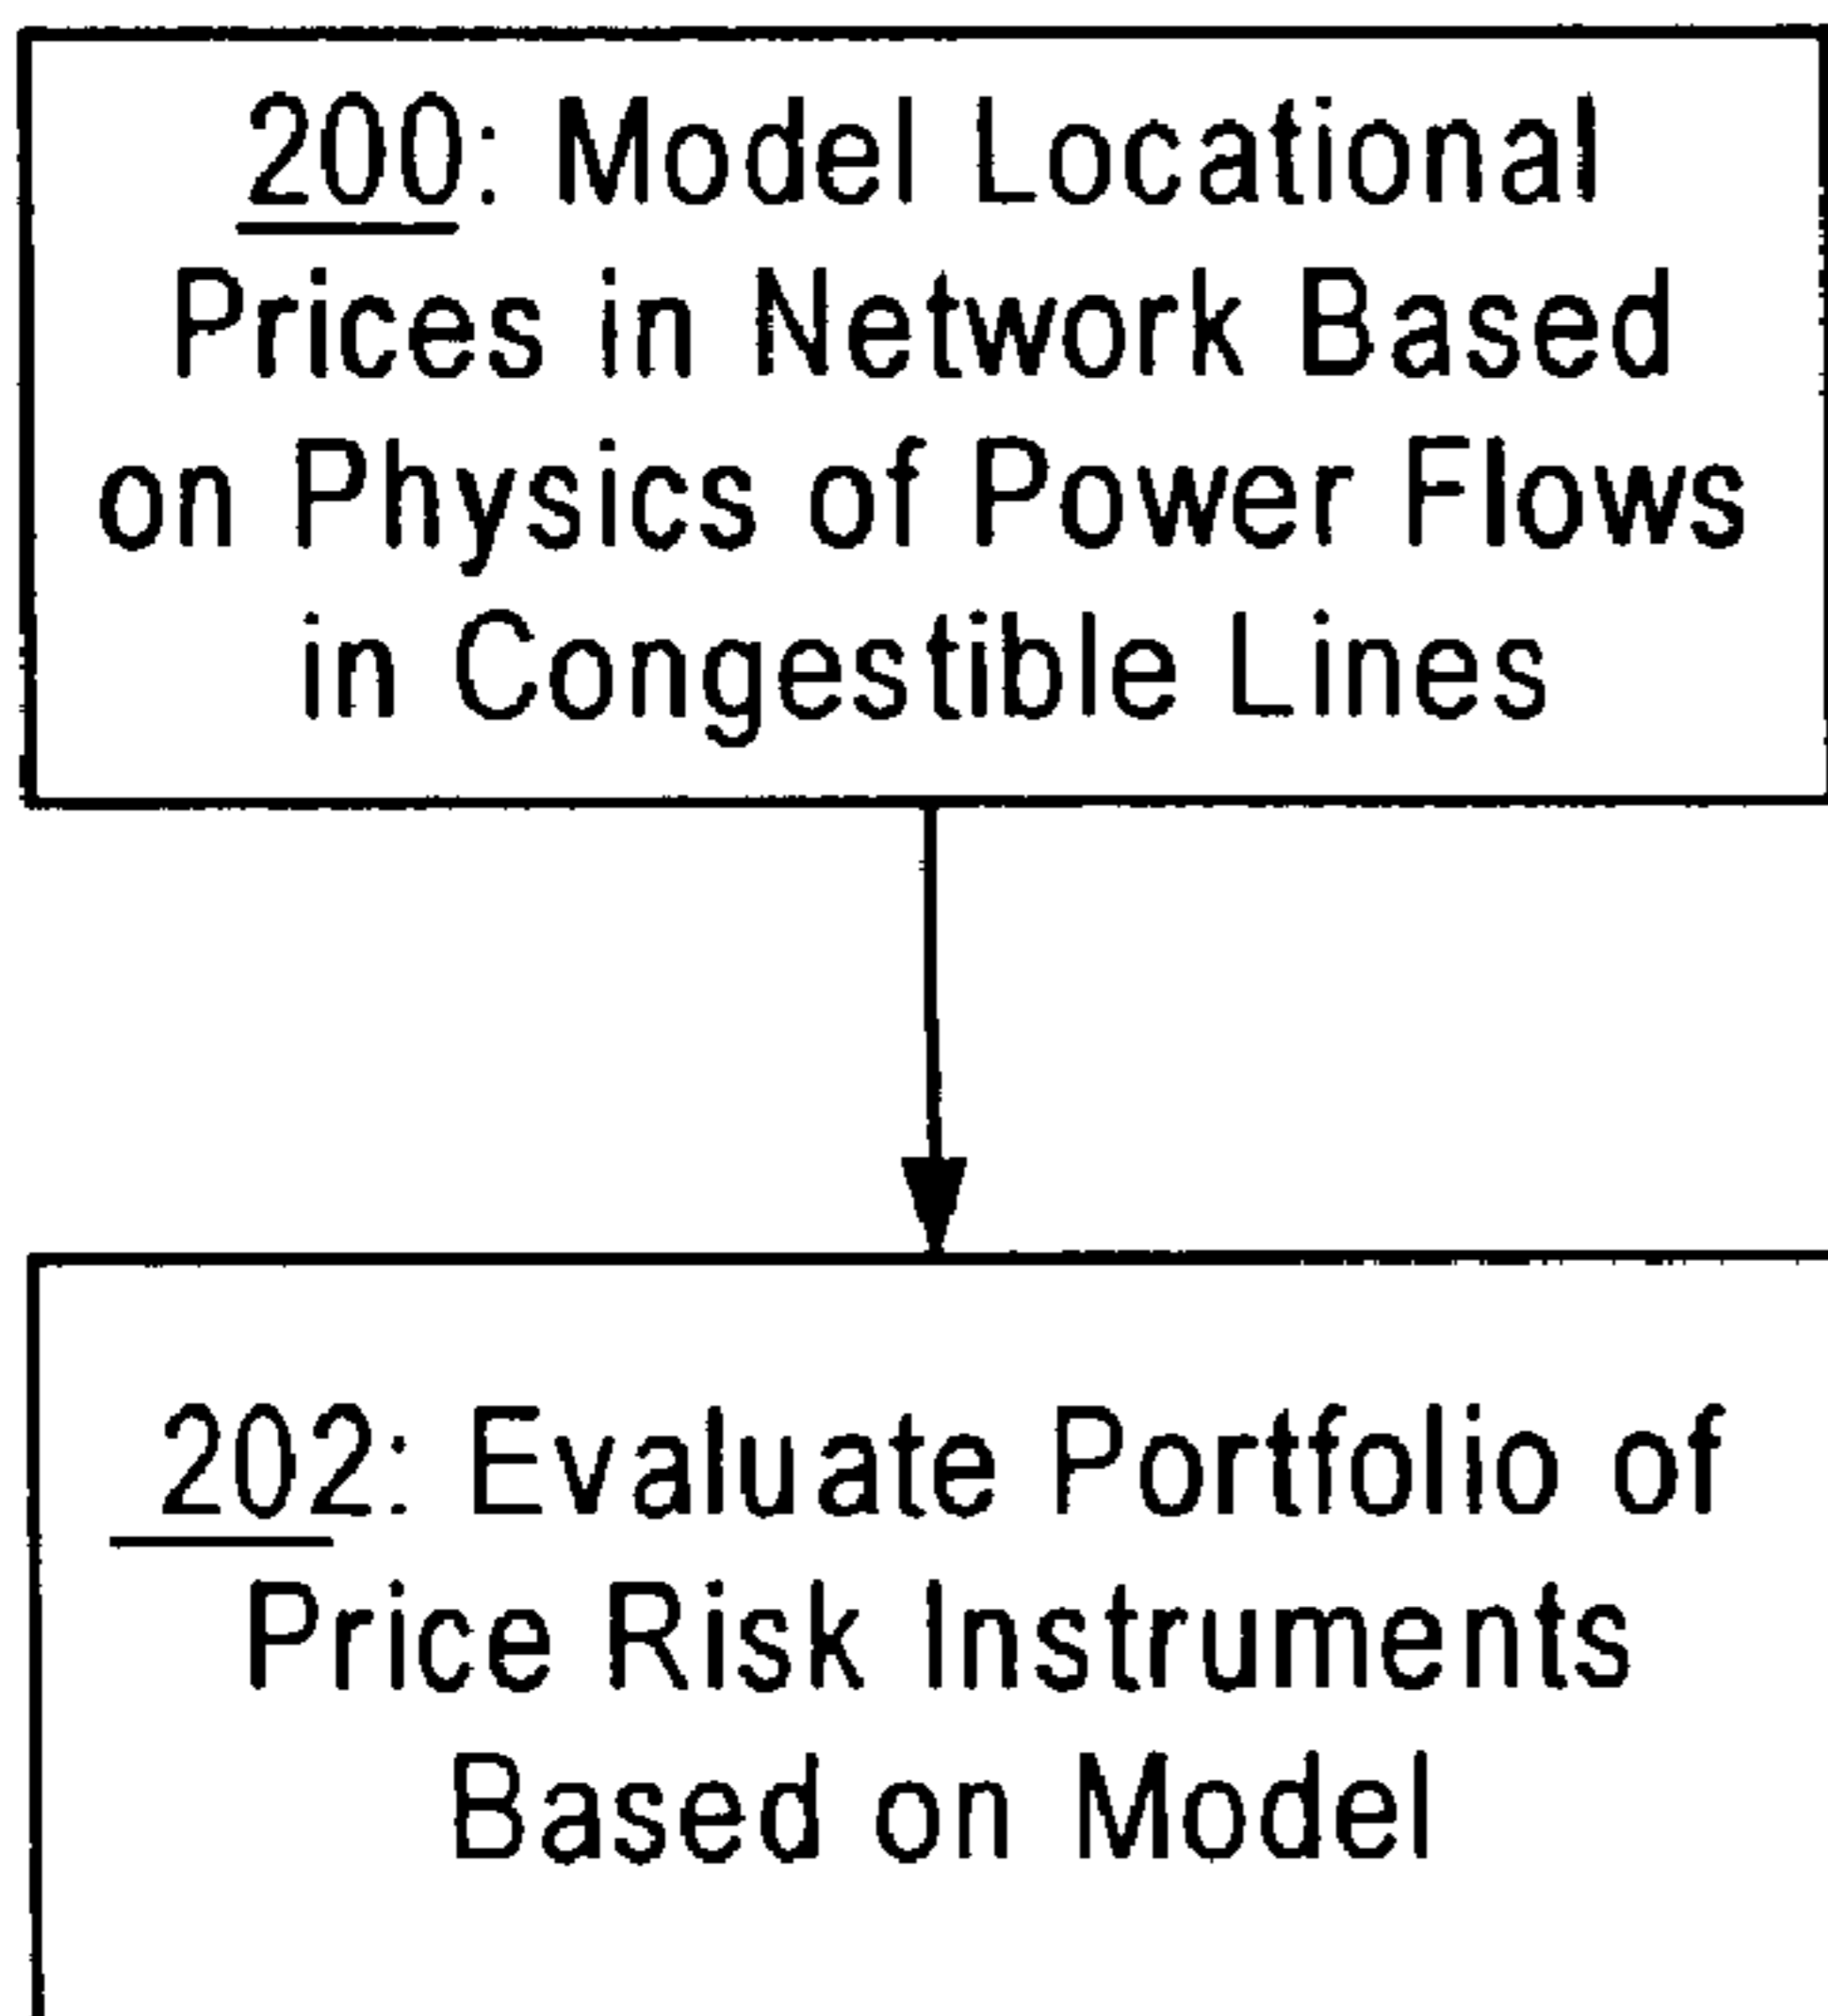 200: Model Locational
Prices in Network Based
on Physics of Power Flows
in Congestible Lines
202: Evaluate Portfolio of
Price Risk Instruments
Based on Model